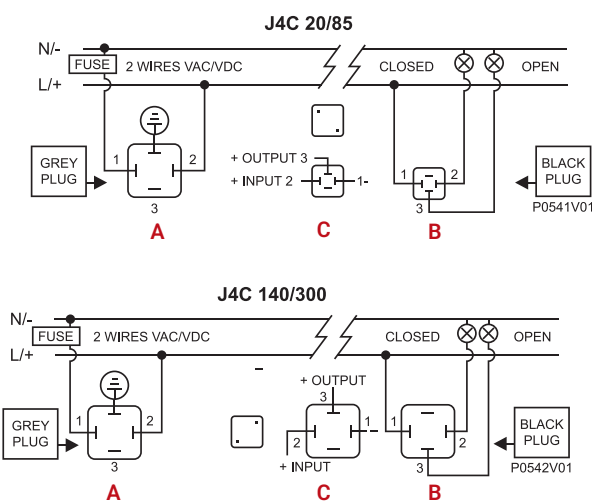 J4C 20/85
N/-
FUSE 2 WIRES VAC/VDC CLOSED OPEN
L/+
GREY
PLUG
1 2
3
A
+ OUTPUT 3
+ INPUT 2 1-
C
1 2
3
B
BLACK
PLUG
P0541V01
J4C 140/300
N/-
FUSE 2 WIRES VAC/VDC CLOSED OPEN
L/+
GREY
PLUG
1 2
3
A
+ OUTPUT
3
2 1-
+ INPUT
C
1 2
3
B
BLACK
PLUG
P0542V01